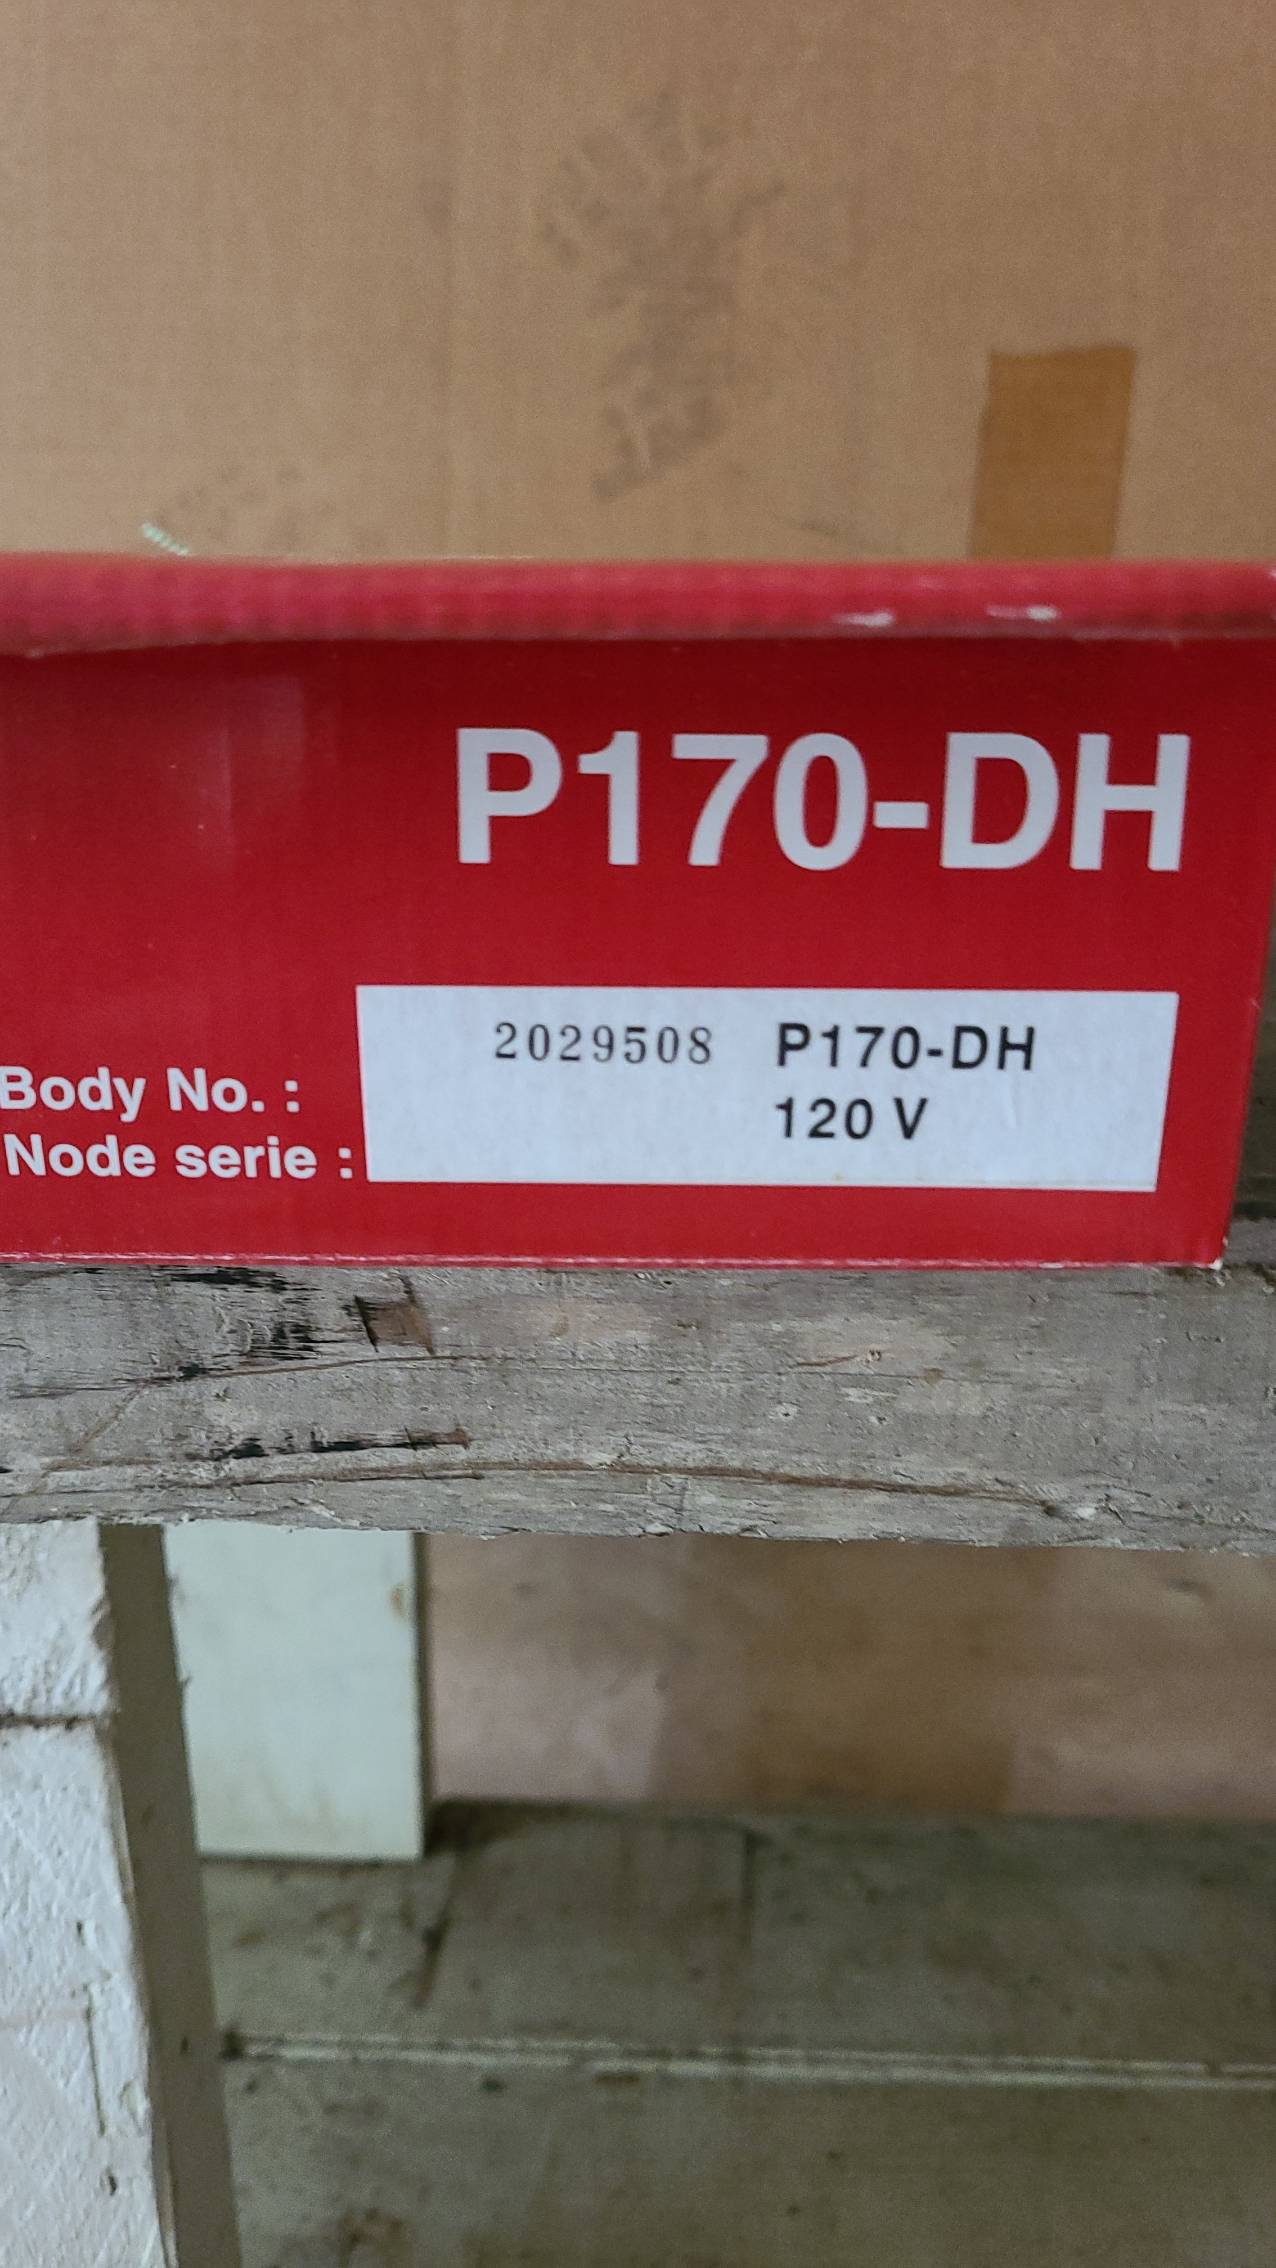 P170-DH
2029508 P170-DH
Body No. :
120 V
Node serie :